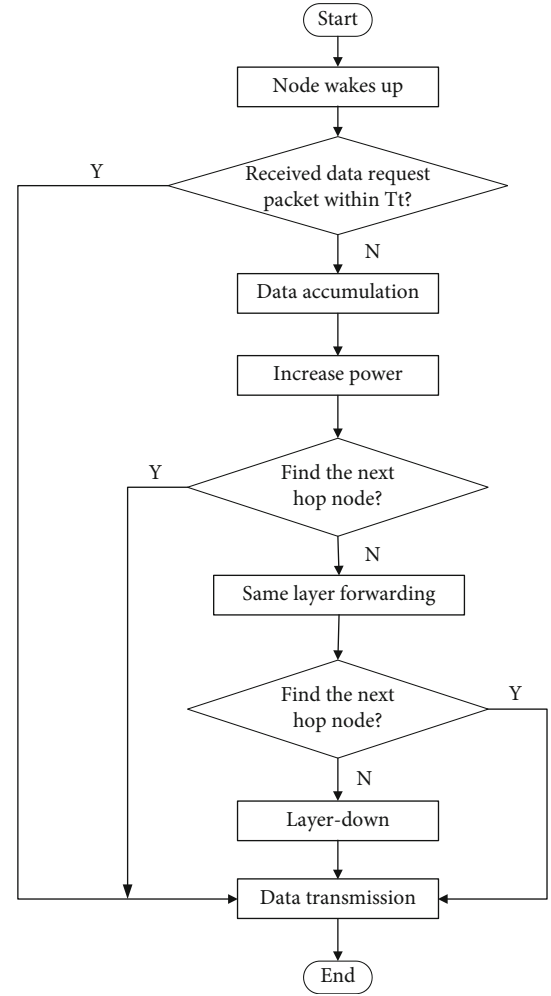 Start
Node wakes up
Y
Received data request
packet within Tt?
N
Data accumulation
Increase power
Y
Find the next
hop node?
N
Same layer forwarding
Find the next
hop node?
Y
N
Layer-down
Data transmission
End